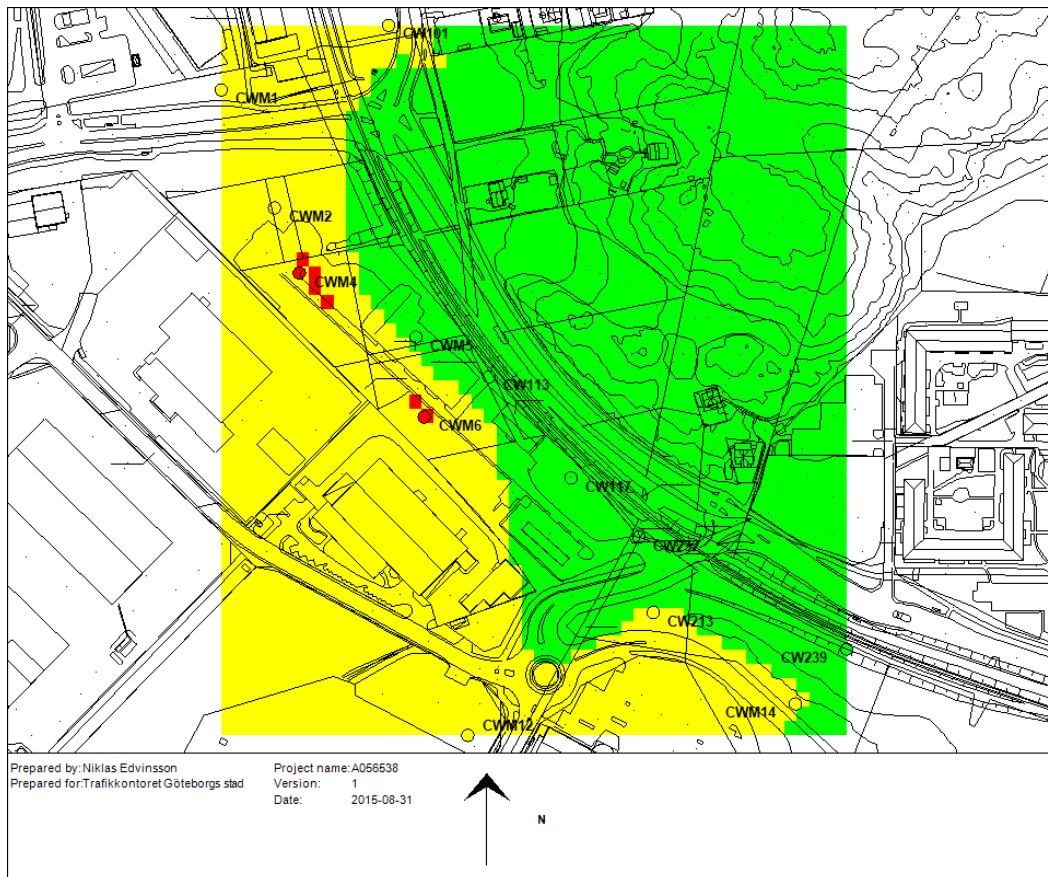 CW101
CWM1
CWM2
CWM4
CWM5
CW113
CWM6
CW117
CW232
CW213
CW239
CWM14
CWM12
Prepared by: Niklas Edvinsson
Prepared for: Trafikkontoret Göteborgs stad
Project name: A056538
Version: 1
Date: 2015-08-31
N